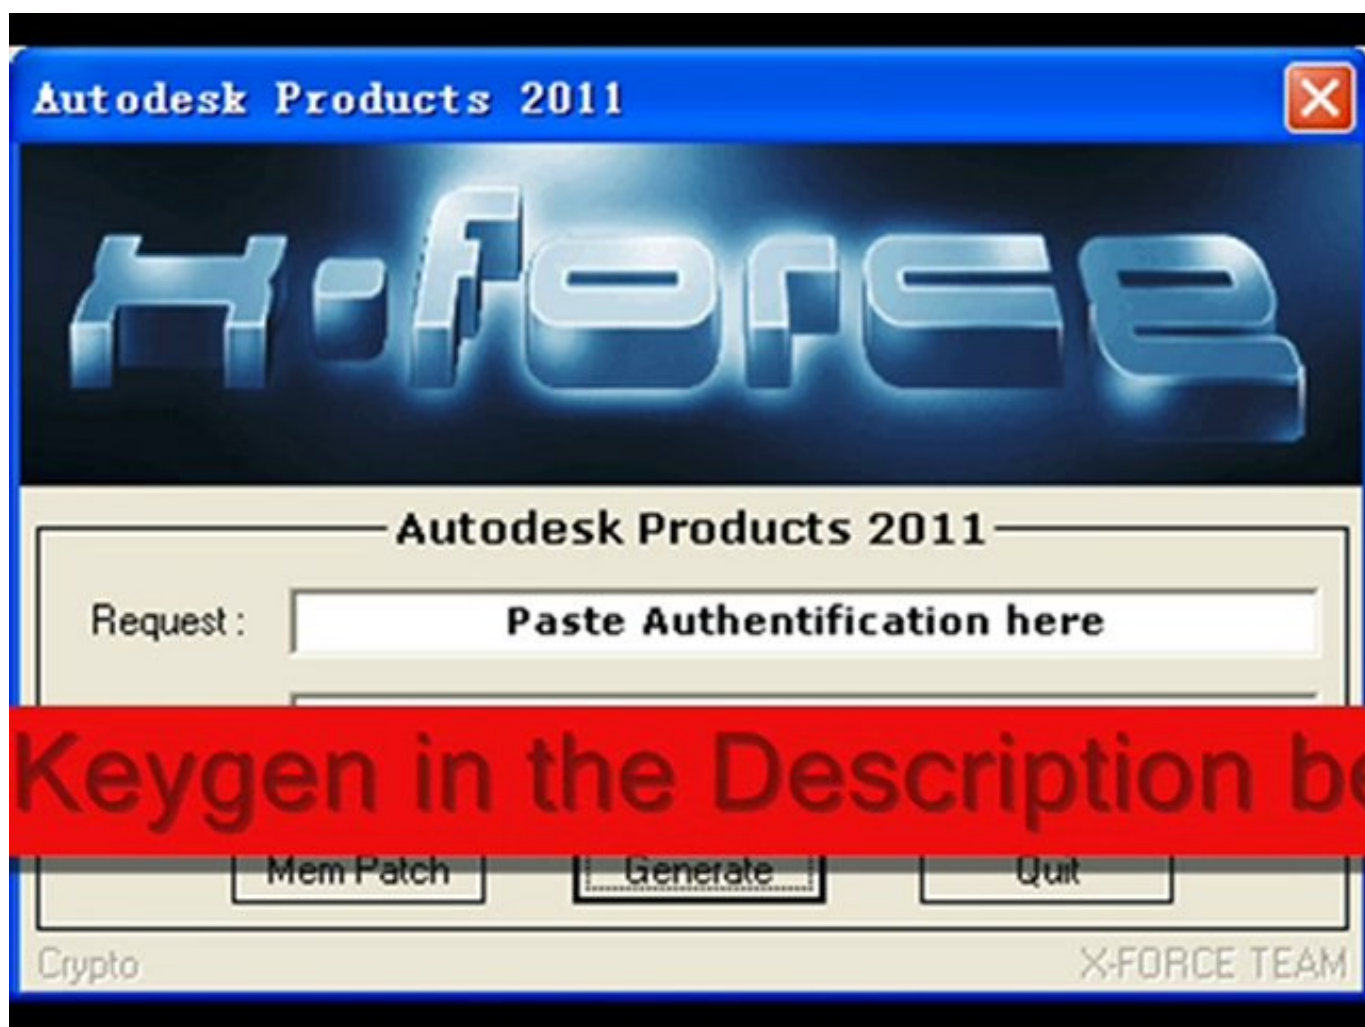 Autodesk Products 2011
x-force
Autodesk Products 2011
Request :
Paste Authentification here
Keygen in the Description
Mem Patch
Generate
Quit
Crypto
X-FORCE TEAM